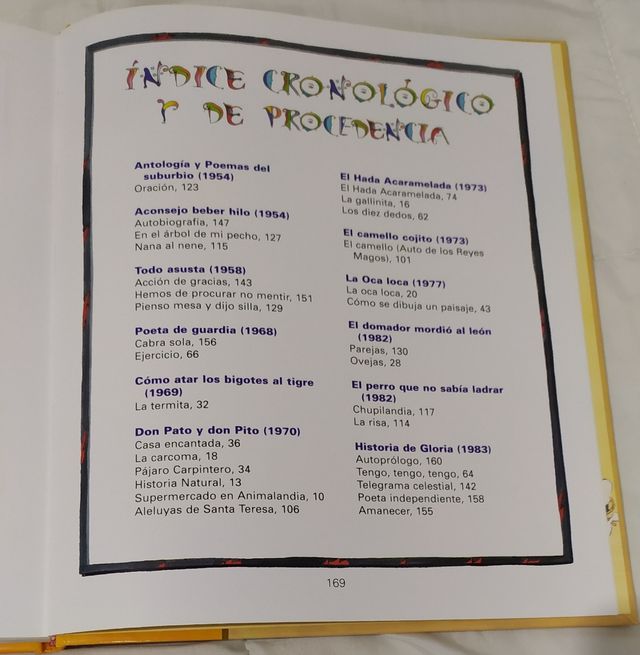 ÍNDICE CRONOLÓGICO
Y DE PROCEDENCIA
Antología y Poemas del
suburbio (1954)
Oración, 123
Aconsejo beber hilo (1954)
Autobiografía, 147
En el árbol de mi pecho, 127
Nana al nene, 115
Todo asusta (1958)
Acción de gracias, 143
Hemos de procurar no mentir, 151
Pienso mesa y dijo silla, 129
Poeta de guardia (1968)
Cabra sola, 156
Ejercicio, 66
Cómo atar los bigotes al tigre
(1969)
La termita, 32
Don Pato y don Pito (1970)
Casa encantada, 36
La carcoma, 18
Pájaro Carpintero, 34
Historia Natural, 13
Supermercado en Animalandia, 10
Aleluyas de Santa Teresa, 106
El Hada Acaramelada (1973)
El Hada Acaramelada, 74
La gallinita, 16
Los diez dedos, 62
El camello cojito (1973)
El camello (Auto de los Reyes
Magos), 101
La Oca loca (1977)
La oca loca, 20
Cómo se dibuja un paisaje, 43
El domador mordió al león
(1982)
Parejas, 130
Ovejas, 28
El perro que no sabía ladrar
(1982)
Chupilandia, 117
La risa, 114
Historia de Gloria (1983)
Autoprólogo, 160
Tengo, tengo, tengo, 64
Telegrama celestial, 142
Poeta independiente, 158
Amanecer, 155
169